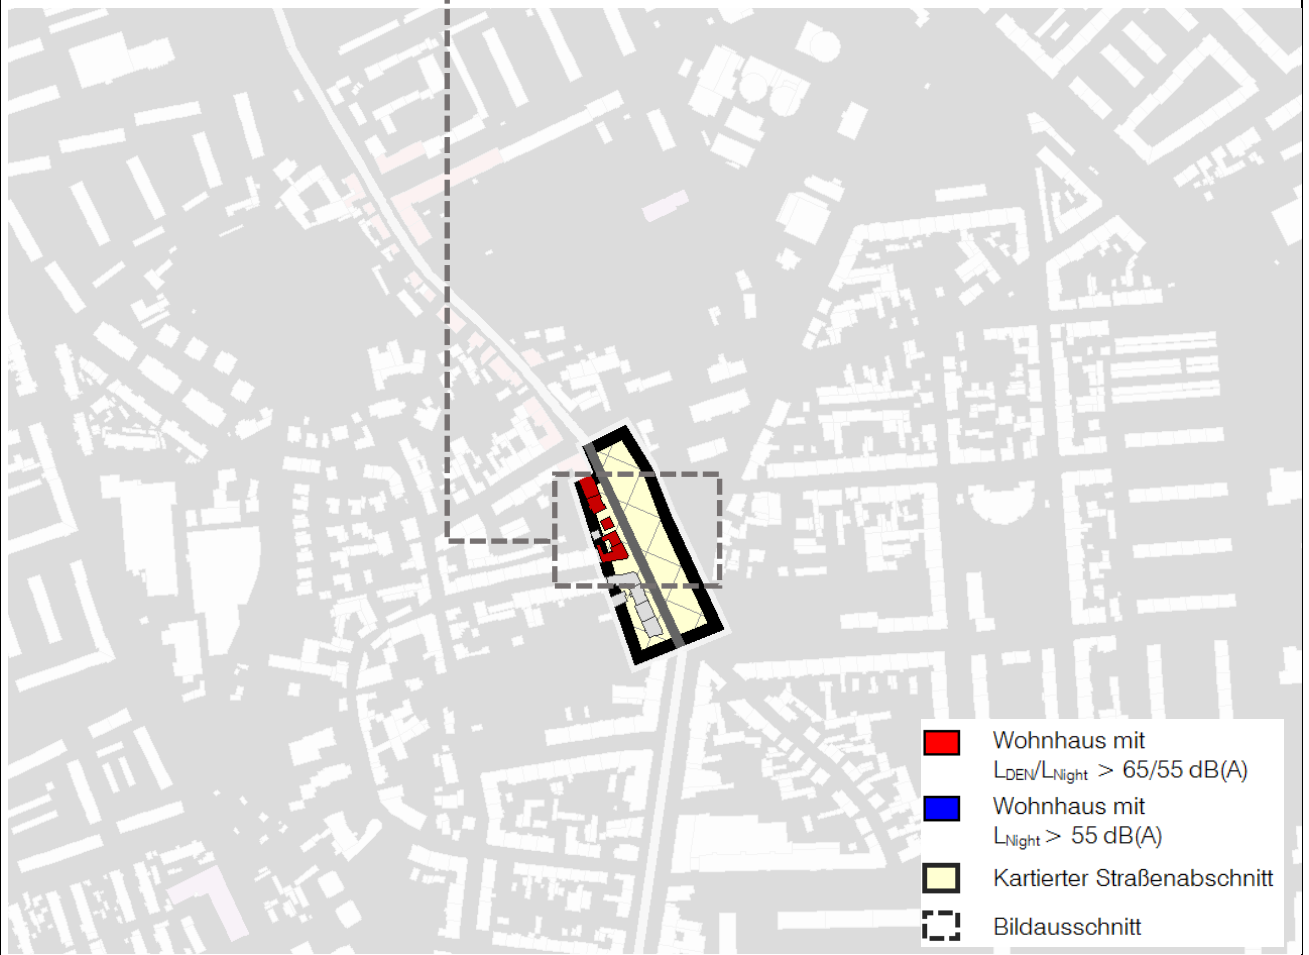 Wohnhaus mit
LDEN/LNight > 65/55 dB(A)
Wohnhaus mit
LNight > 55 dB(A)
Kartierter Straßenabschnitt
Bildausschnitt